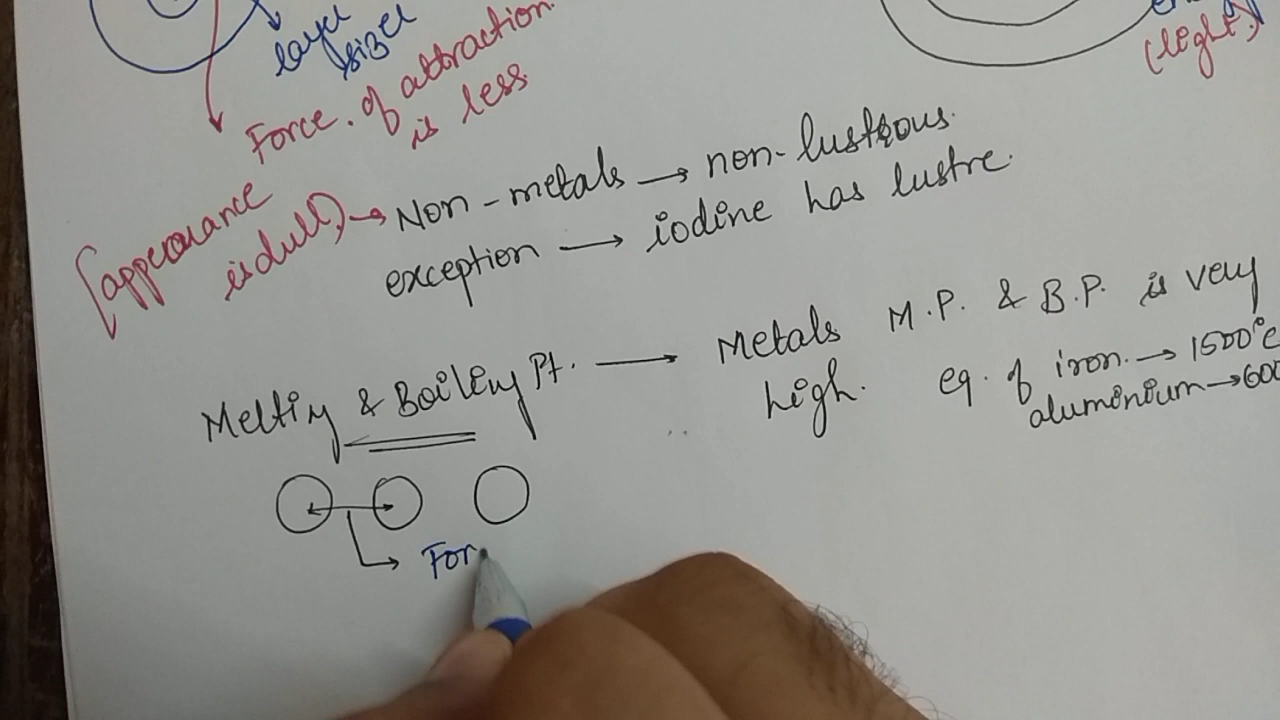 layer
size
(light)
Force. of attraction
is less
[appearance
is dull) → Non-metals → non-lustrous.
exception → iodine has lustre.
Melting & Boiling Pt. → Metals M.P. & B.P. is very
high. eg. of iron. → 1500°C
aluminium → 600
For